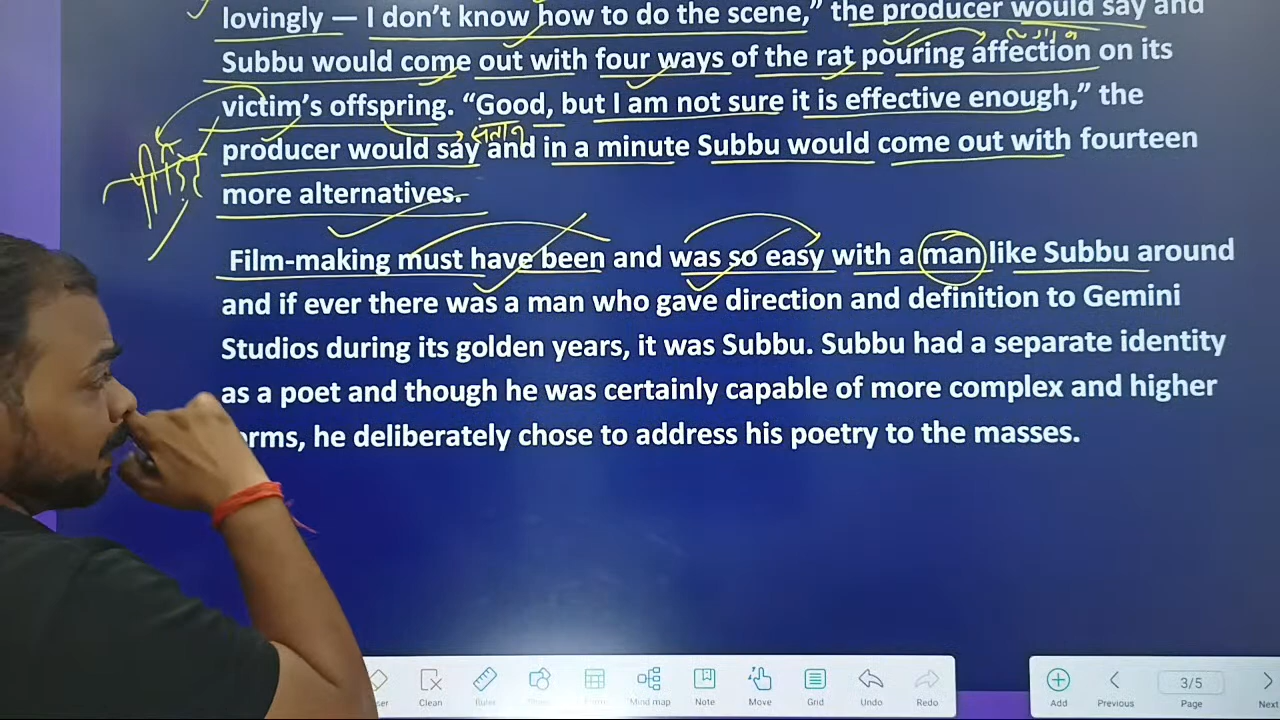 lovingly — I don't know how to do the scene,” the producer would say and
Subbu would come out with four ways of the rat pouring affection on its
victim's offspring. “Good, but I am not sure it is effective enough,” the
producer would say and in a minute Subbu would come out with fourteen
more alternatives.
Film-making must have been and was so easy with a man like Subbu around
and if ever there was a man who gave direction and definition to Gemini
Studios during its golden years, it was Subbu. Subbu had a separate identity
as a poet and though he was certainly capable of more complex and higher
he deliberately chose to address his poetry to the masses.
Clean Ruler Mind map Note Move Grid Undo Redo
Add Previous 3/5 Page Next